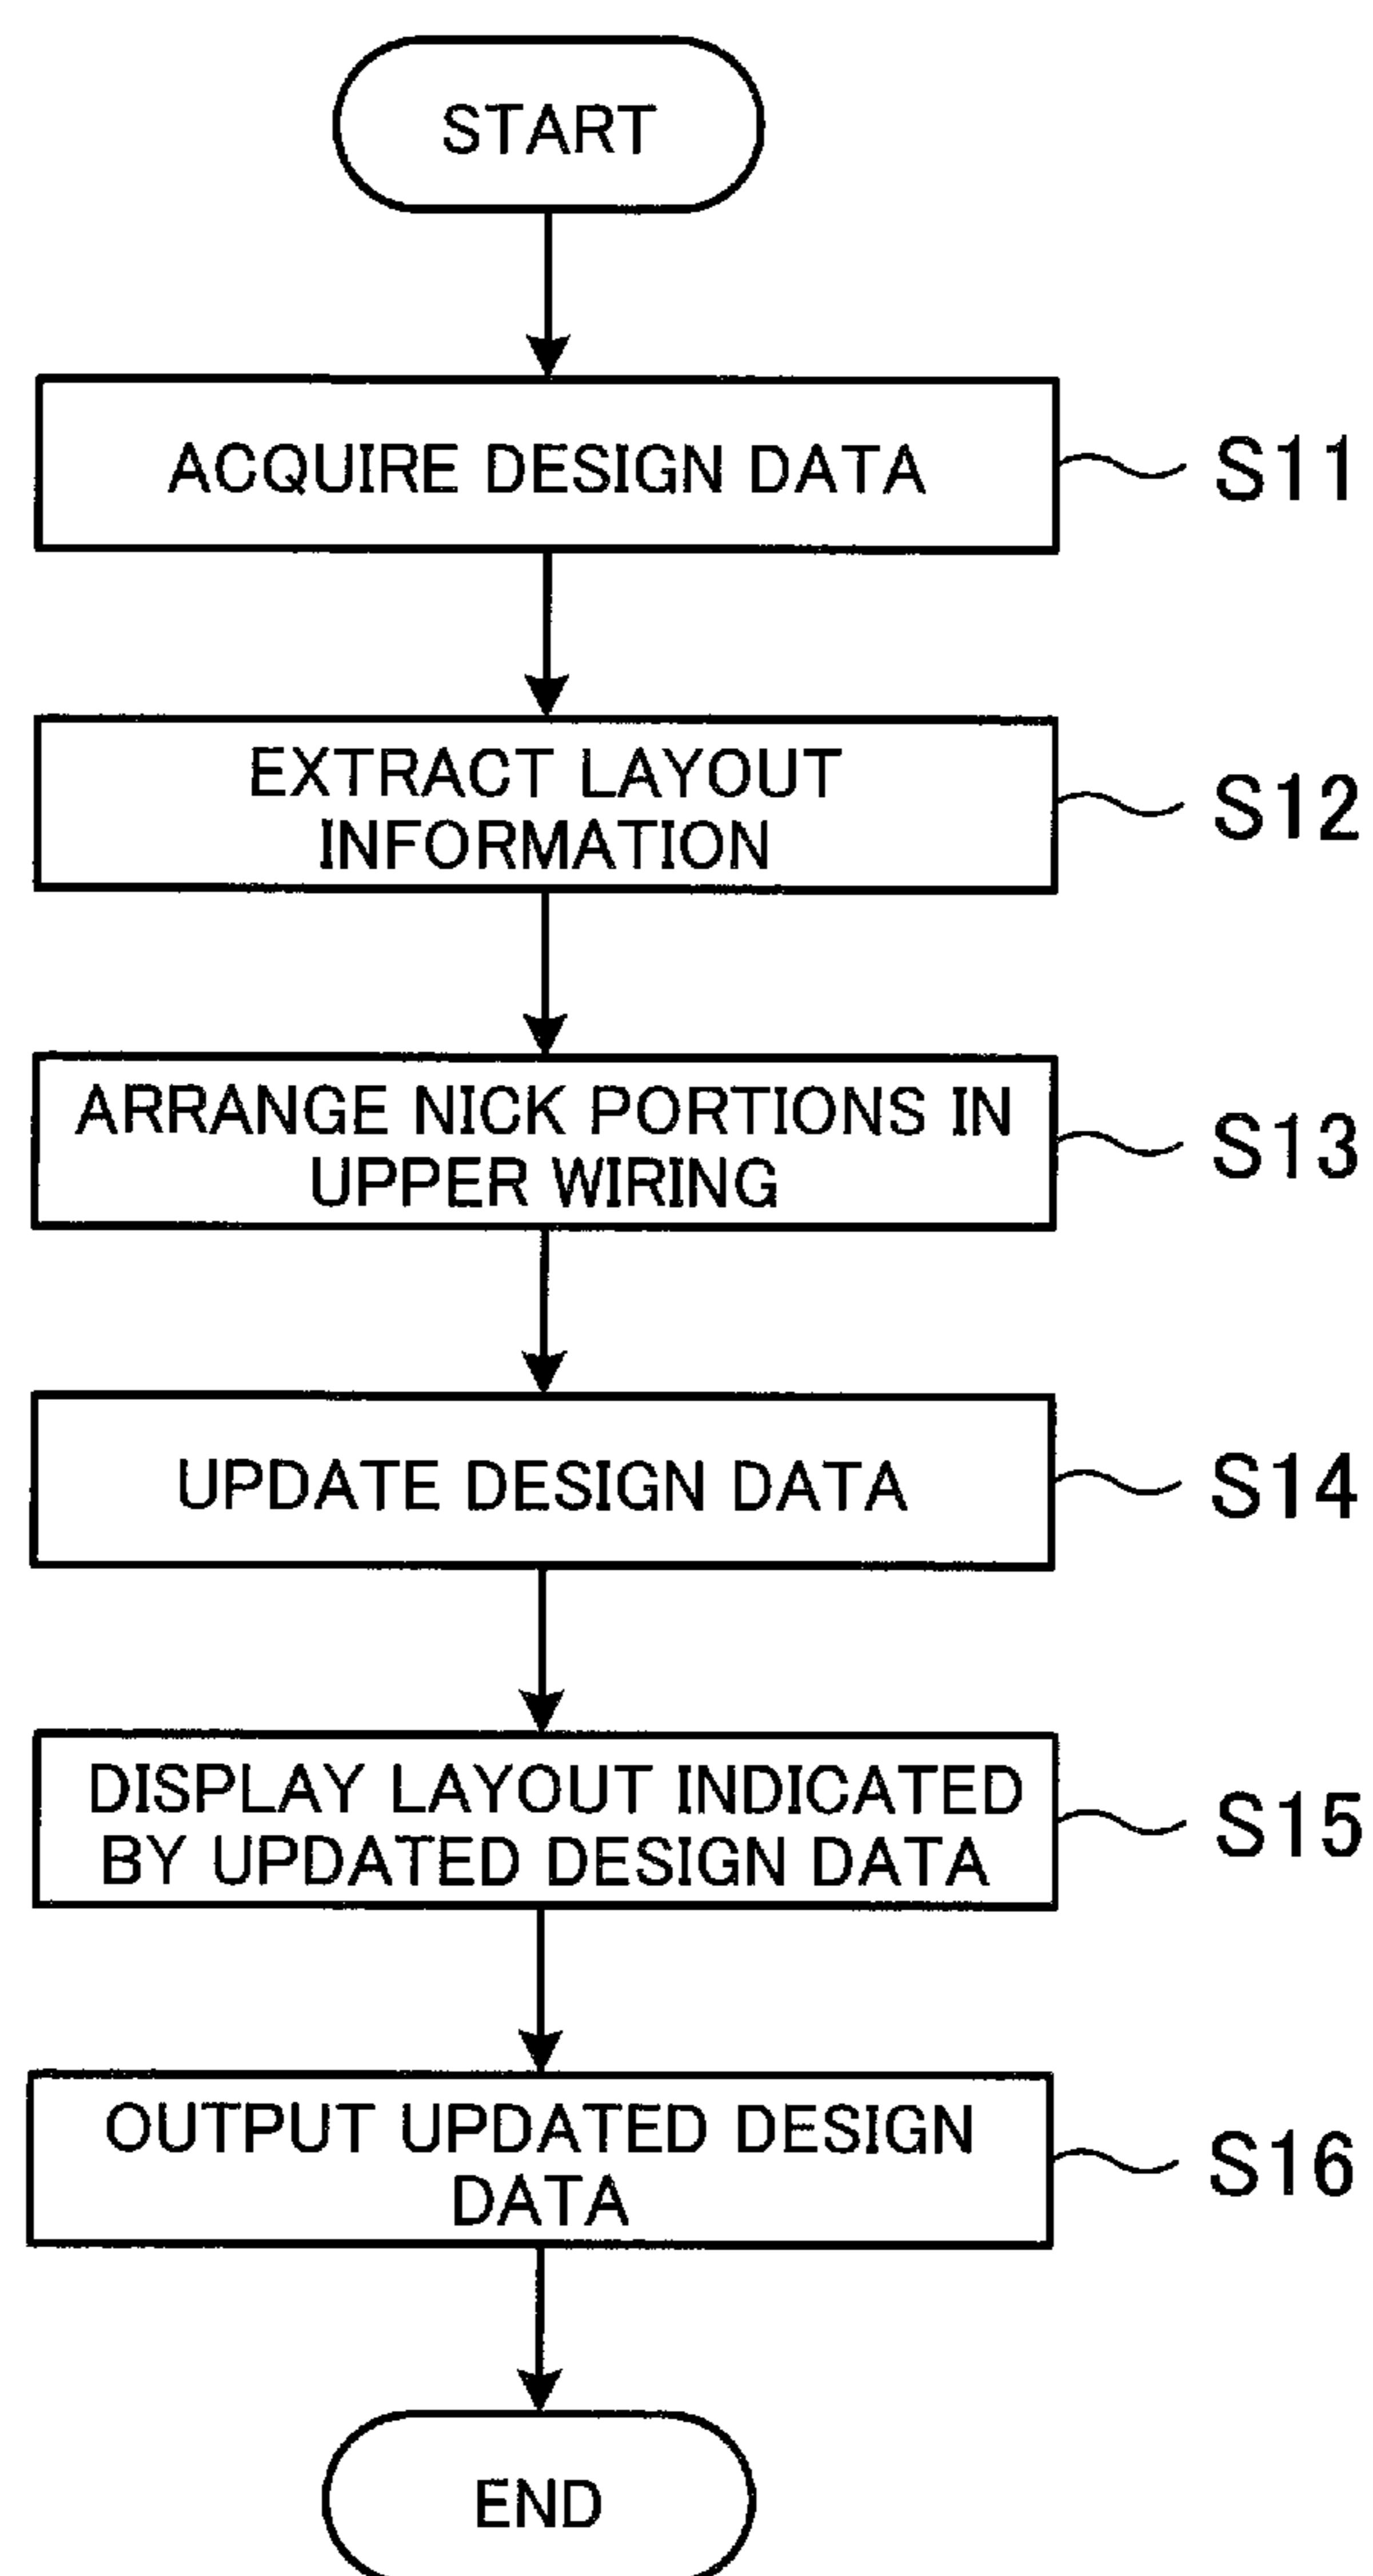 START
ACQUIRE DESIGN DATA
S11
EXTRACT LAYOUT
INFORMATION
S12
ARRANGE NICK PORTIONS IN
UPPER WIRING
S13
UPDATE DESIGN DATA
S14
DISPLAY LAYOUT INDICATED
BY UPDATED DESIGN DATA
S15
OUTPUT UPDATED DESIGN
DATA
S16
END